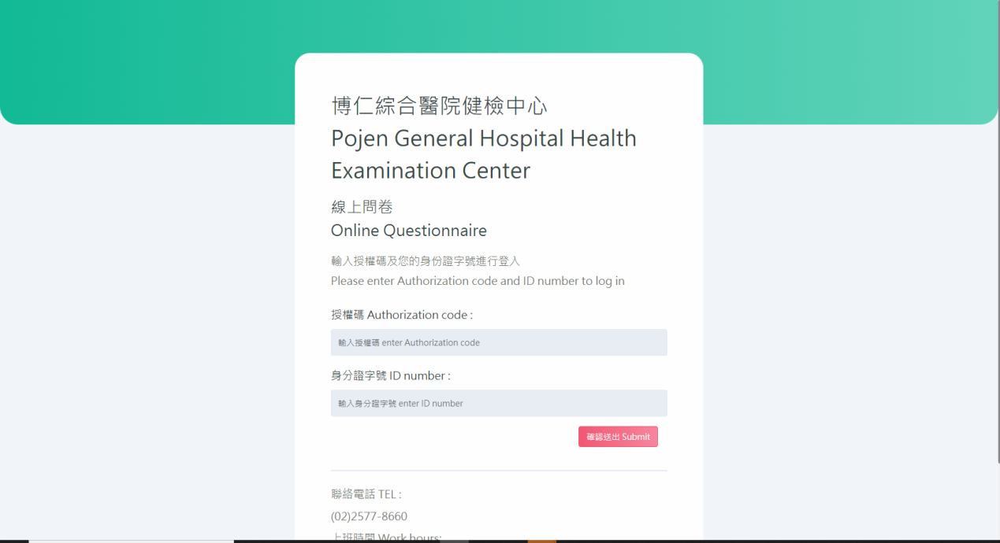 博仁綜合醫院健檢中心
Pojen General Hospital Health
Examination Center
線上問卷
Online Questionnaire
輸入授權碼及您的身份證字號進行登入
Please enter Authorization code and ID number to log in
授權碼 Authorization code :
輸入授權碼 enter Authorization code
身分證字號 ID number :
輸入身分證字號 enter ID number
確認送出 Submit
聯絡電話 TEL :
(02)2577-8660
上班時間 Work hours: